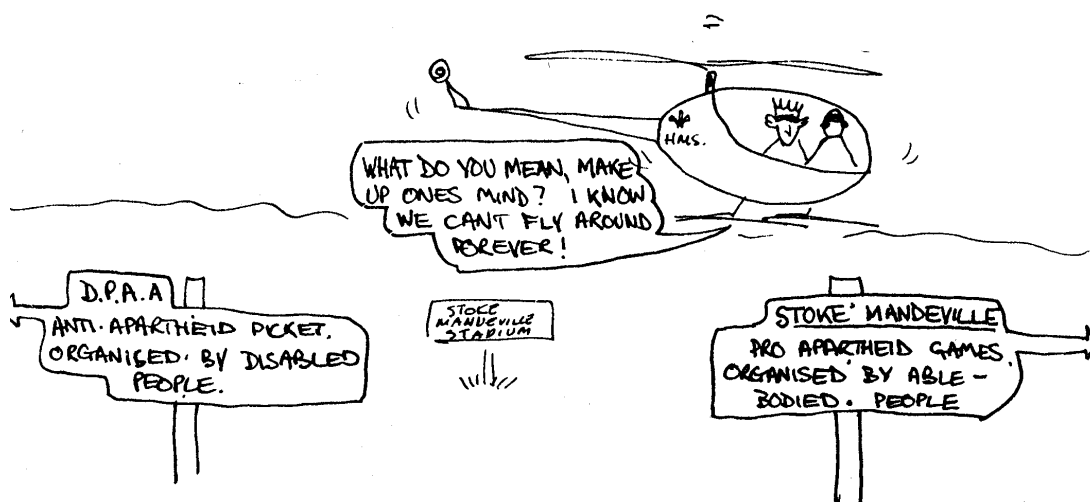 HMS.
WHAT DO YOU MEAN, MAKE
UP ONES MIND? I KNOW
WE CANT FLY AROUND
FOREVER!
D.P.A.A
ANTI-APARTHEID PICKET.
ORGANISED. BY DISABLED
PEOPLE.
STOKE
MANDEVILLE
STADIUM
STOKE MANDEVILLE
PRO APARTHEID GAMES.
ORGANISED BY ABLE-
BODIED. PEOPLE